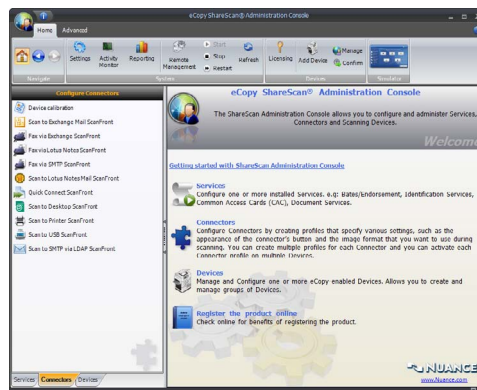 eCopy ShareScan® Administration Console
Home Advanced
Settings
Activity Monitor
Reporting
Remote Management
Start
Stop
Restart
Refresh
Licensing
Add Device
Manage
Confirm
Navigate
System
Devices
Simulator
Configure Connectors
Device calibration
Scan to Exchange Mail ScanFront
Fax via Exchange ScanFront
Fax via Lotus Notes ScanFront
Fax via SMTP ScanFront
Scan to Lotus Notes Mail ScanFront
Quick Connect ScanFront
Scan to Desktop ScanFront
Scan to Printer ScanFront
Scan to USB ScanFront
Scan to SMTP via LDAP ScanFront
Services Connectors Devices
eCopy ShareScan® Administration Console
The ShareScan Administration Console allows you to configure and administer Services,
Connectors and Scanning Devices.
Welcome
Getting started with ShareScan Administration Console
Services
Configure one or more installed Services. e.g: Bates/Endorsement, Identification Services,
Common Access Cards (CAC), Document Services.
Connectors
Configure Connectors by creating profiles that specify various settings, such as the
appearance of the connector's button and the image format that you want to use during
scanning. You can create multiple profiles for each Connector and you can activate each
Connector profile on multiple Devices.
Devices
Manage and Configure one or more eCopy enabled Devices. Allows you to create and
manage groups of Devices.
Register the product online
Check online for benefits of registering the product.
NUANCE
www.Nuance.com